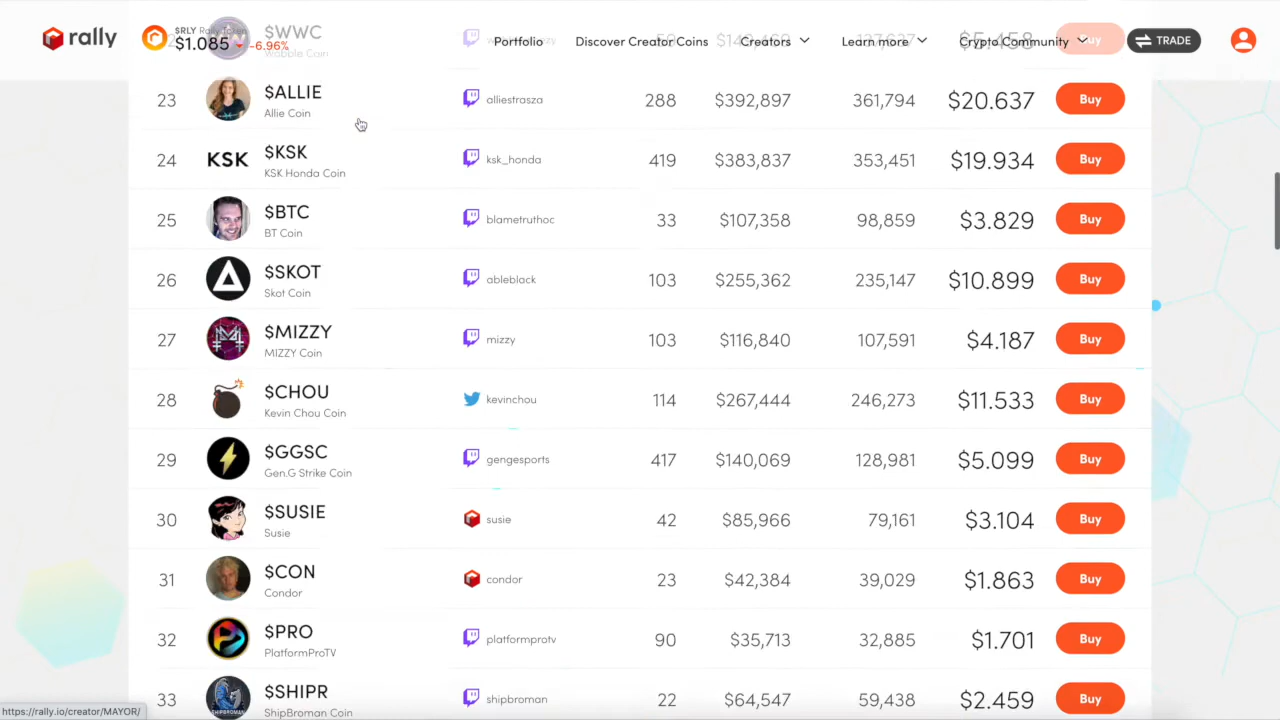 rally
$RLY Rally Token
$1.085 -6.96%
Portfolio
Discover Creator Coins
Creators
Learn more
Crypto Community
TRADE
$WWC
Wobble Coin
$5.458
Buy
23 $ALLIE alliestrasza 288 $392,897 361,794 $20.637 Buy
Allie Coin
24 KSK $KSK ksk_honda 419 $383,837 353,451 $19.934 Buy
KSK Honda Coin
25 $BTC blametruthoc 33 $107,358 98,859 $3.829 Buy
BT Coin
26 $SKOT ableblack 103 $255,362 235,147 $10.899 Buy
Skot Coin
27 $MIZZY mizzy 103 $116,840 107,591 $4.187 Buy
MIZZY Coin
28 $CHOU kevinchou 114 $267,444 246,273 $11.533 Buy
Kevin Chou Coin
29 $GGSC gengesports 417 $140,069 128,981 $5.099 Buy
Gen.G Strike Coin
30 $SUSIE susie 42 $85,966 79,161 $3.104 Buy
Susie
31 $CON condor 23 $42,384 39,029 $1.863 Buy
Condor
32 $PRO platformprotv 90 $35,713 32,885 $1.701 Buy
PlatformProTV
33 $SHIPR shipbroman 22 $64,547 59,438 $2.459 Buy
ShipBroman Coin
https://rally.io/creator/MAYOR/